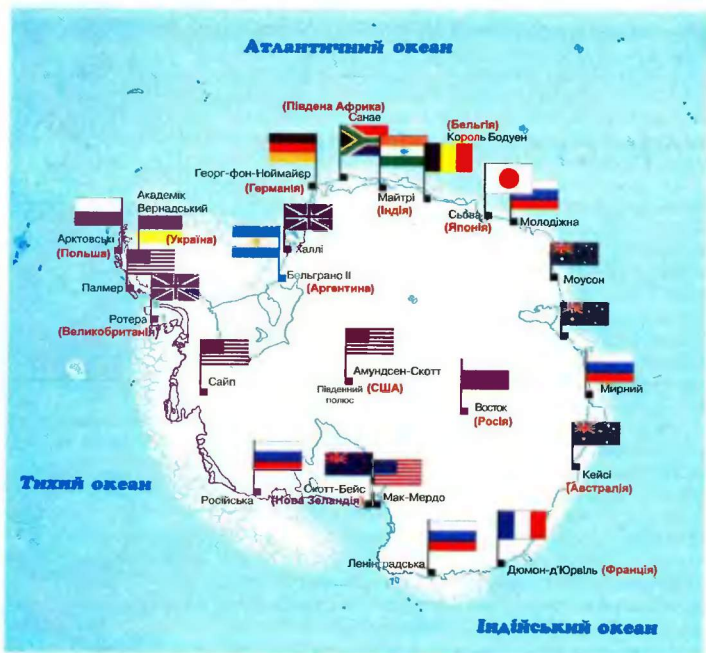 Атлантичний океан
(Південа Африка)
Санае
(Бельгія)
Король Бодуен
Георг-фон-Ноймайєр
(Германія)
Майтрі
(Індія)
Сьова
(Японія)
Молодіжна
Академік
Вернадський
(Україна)
Арктовські
(Польша)
Халлі
Бельграно II
(Аргентина)
Палмер
Моусон
Ротера
(Великобританія)
Сайп
Амундсен-Скотт
Південний
полюс
(США)
Восток
(Росія)
Мирний
Кейсі
(Австралія)
Тихий океан
Російська
Скотт-Бейс
(Нова Зеландія)
Мак-Мердо
Ленінградська
Дюмон-д'Юрвіль (Франція)
Індійський океан